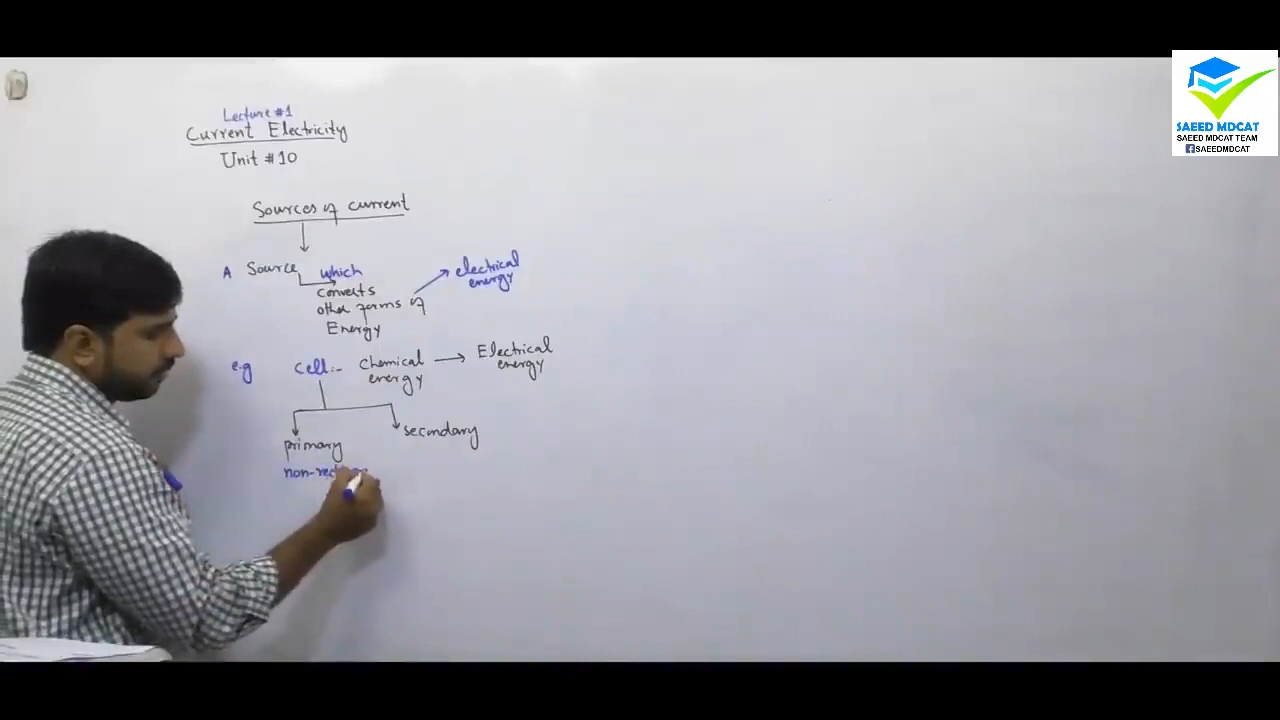 Lecture #1
Current Electricity
Unit #10
Sources of current
A Source which
converts
other forms of
Energy
electrical
energy
e.g cell:- Chemical
energy
Electrical
energy
primary
secondary
SAEED MDCAT
SAEED MDCAT TEAM
SAEEDMDCAT